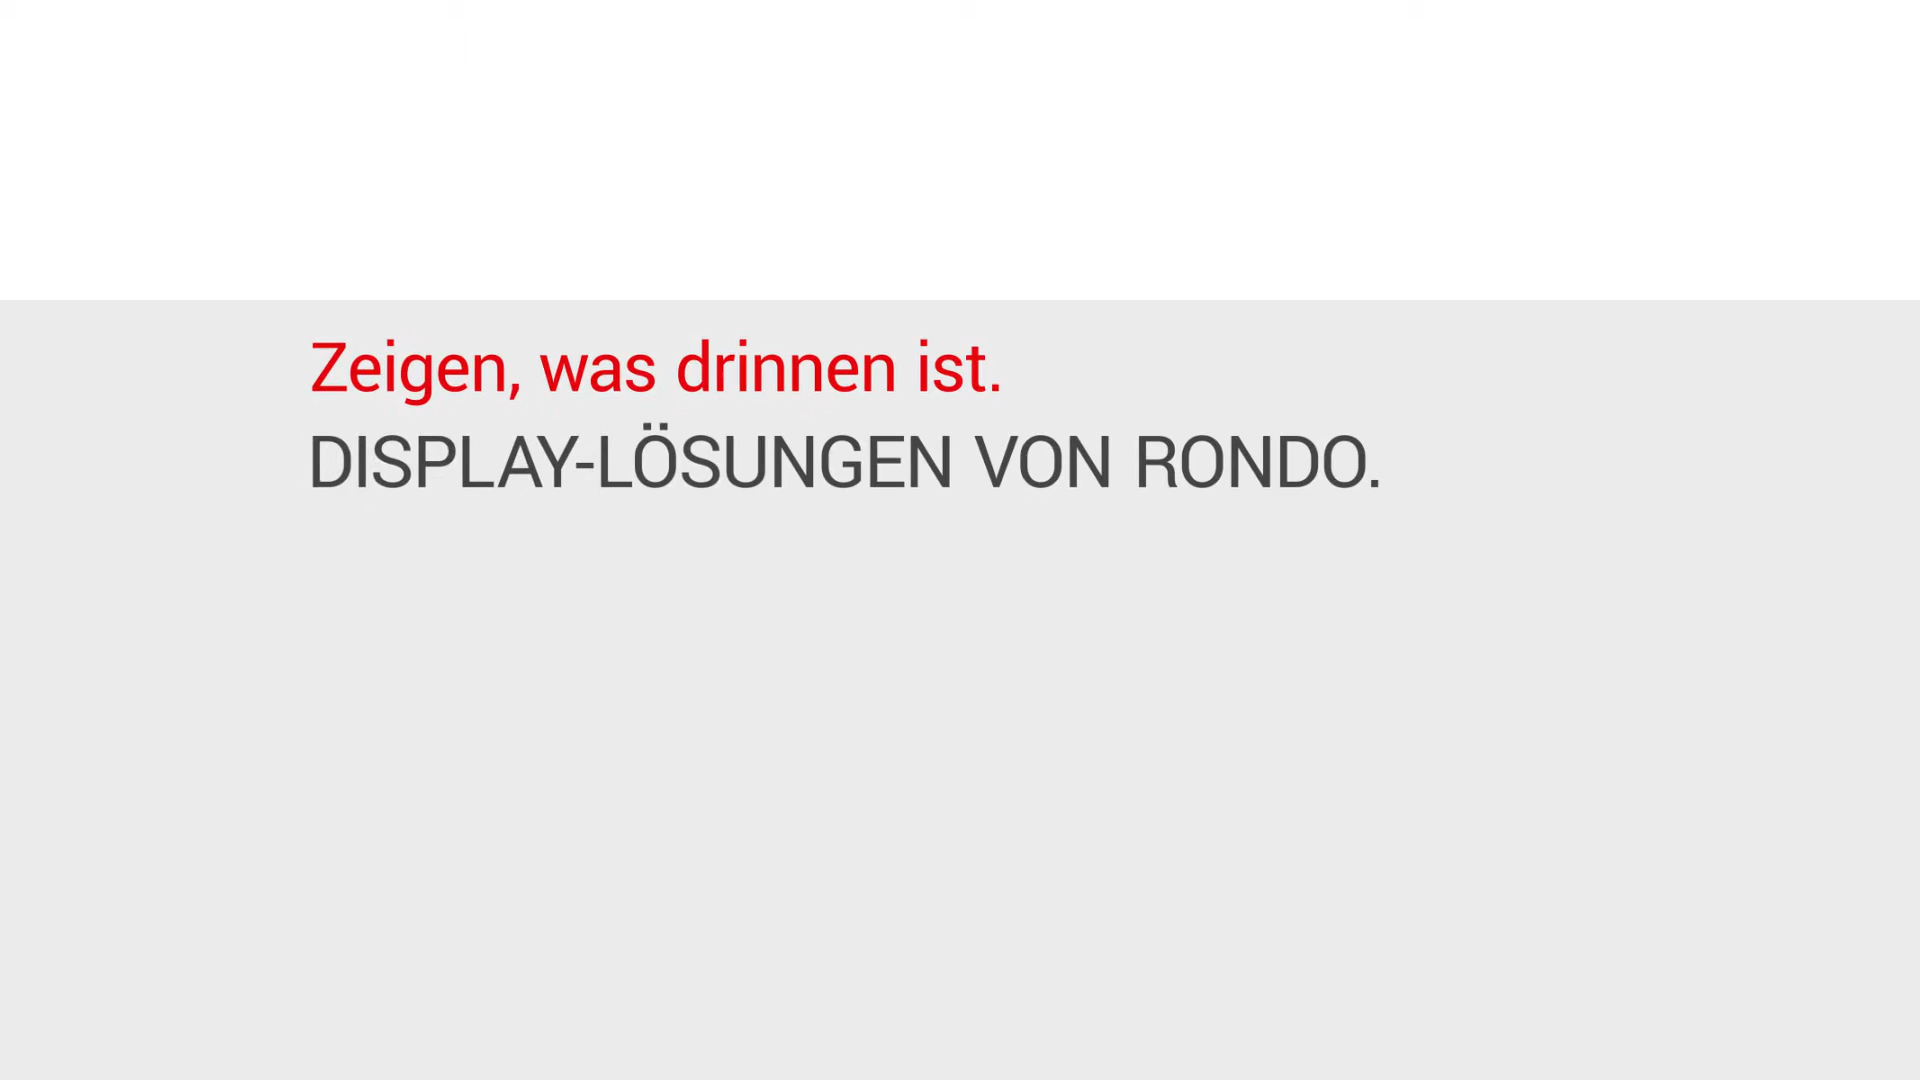 Zeigen, was drinnen ist.
DISPLAY-LÖSUNGEN VON RONDO.